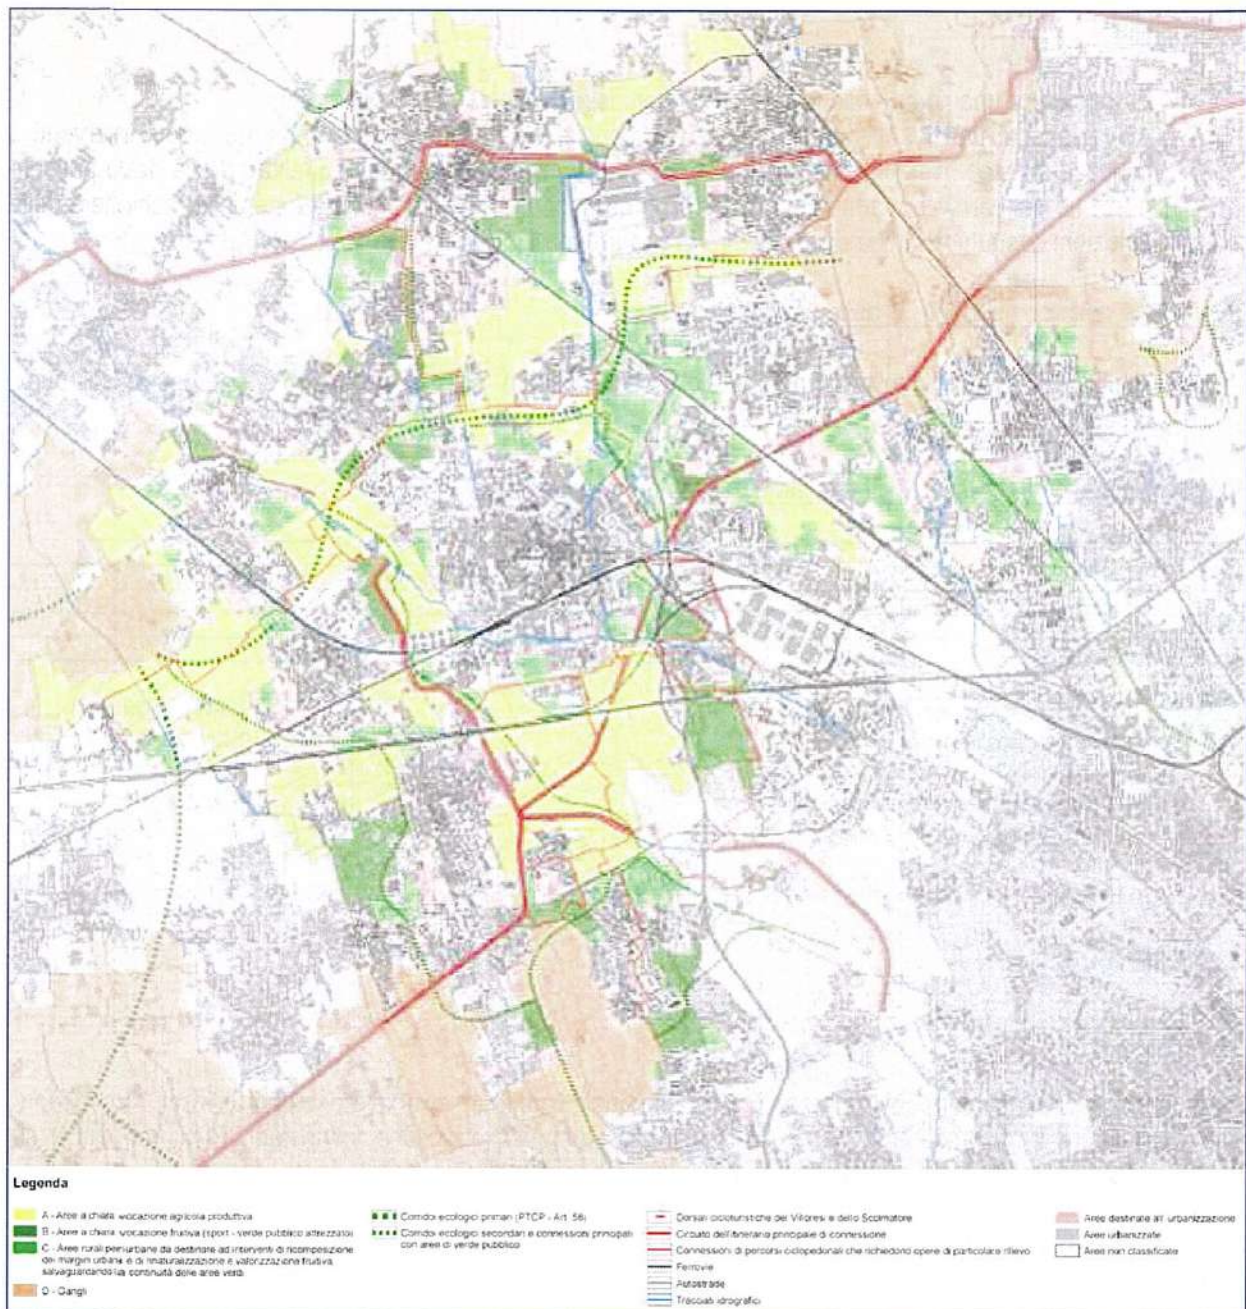 Legenda
A - Aree a chiara vocazione agricola produttiva
B - Aree a chiara vocazione fruitiva (sport - verde pubblico attrezzato)
C - Aree rurali periurbane da destinare ad interventi di ricomposizione
dei margini urbani e di rinaturalizzazione e valorizzazione fruitiva
salvaguardando la continuità delle aree verdi
D - Gangli
Corridoi ecologici primari (PTCP - Art. 58)
Corridoi ecologici secondari e connessioni principali
con aree di verde pubblico
Dorsali cicloturistiche del Villoresi e dello Scolmatore
Circuito dell'itinerario principale di connessione
Connessioni di percorsi ciclopedonali che richiedono opere di particolare rilievo
Ferrovie
Autostrade
Tracciati idrografici
Aree destinate all' urbanizzazione
Aree urbanizzate
Aree non classificate